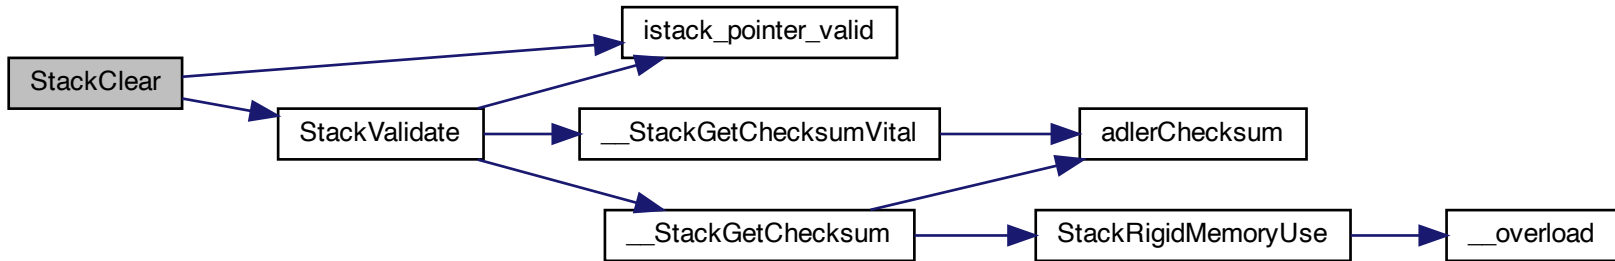 StackClear
istack_pointer_valid
StackValidate
__StackGetChecksumVital
adlerChecksum
__StackGetChecksum
StackRigidMemoryUse
__overload